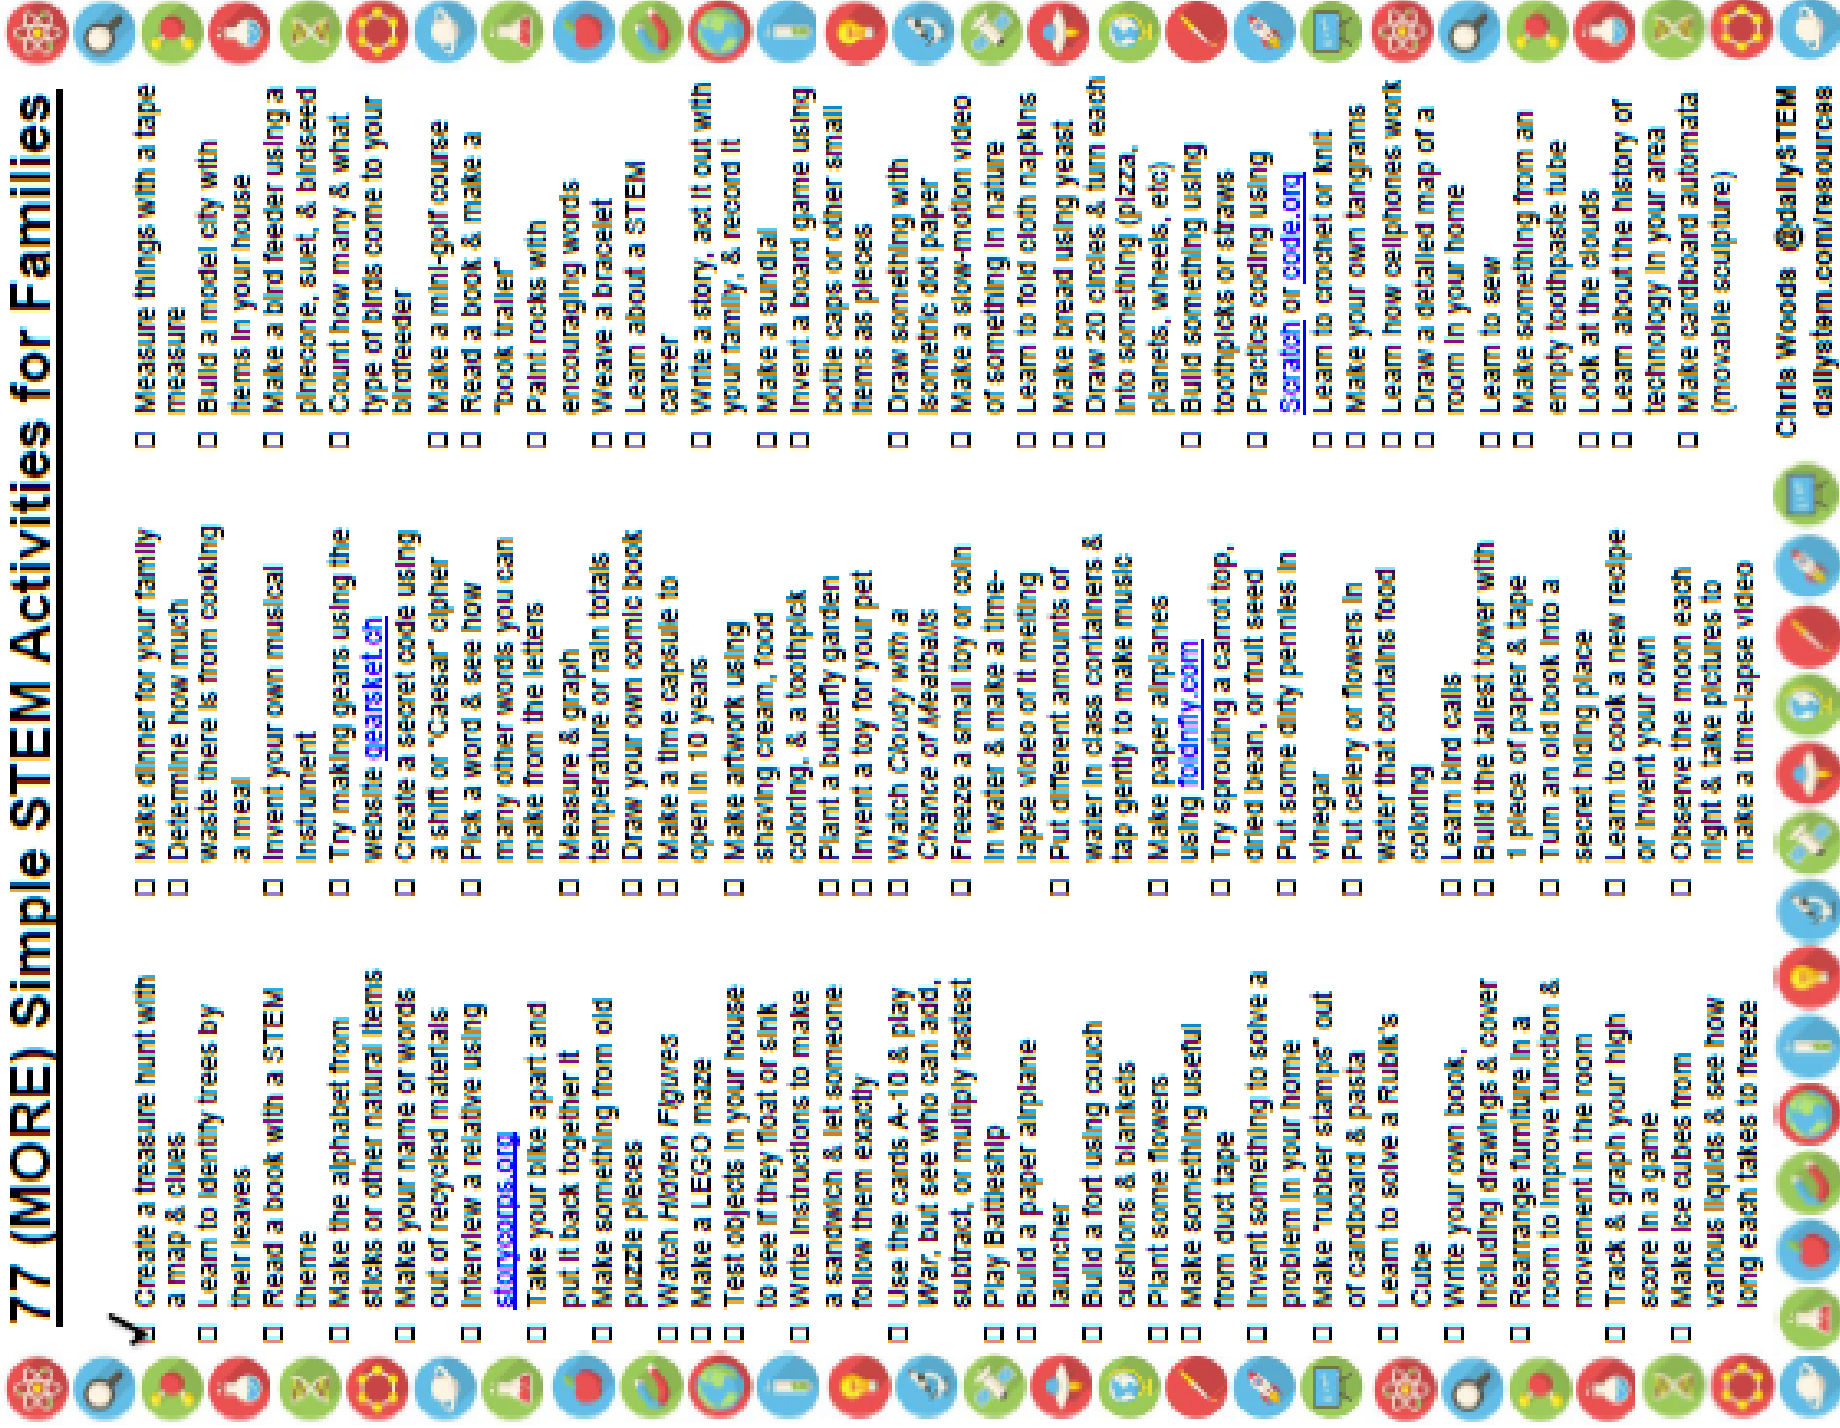 77 (MORE) Simple STEM Activities for Families
Create a treasure hunt with
a map & clues
Learn to identify trees by
their leaves
Read a book with a STEM
theme
Make the alphabet from
sticks or other natural items
Make your name or words
out of recycled materials
Interview a relative using
storycorps.org
Take your bike apart and
put it back together it
Make something from old
puzzle pieces
Watch Hidden Figures
Make a LEGO maze
Test objects in your house
to see if they float or sink
Write instructions to make
a sandwich & let someone
follow them exactly
Use the cards A-10 & play
War, but see who can add,
subtract, or multiply fastest
Play Battleship
Build a paper airplane
launcher
Build a fort using couch
cushions & blankets
Plant some flowers
Make something useful
from duct tape
Invent something to solve a
problem in your home
Make "rubber stamps" out
of cardboard & pasta
Learn to solve a Rubik's
Cube
Write your own book,
including drawings & cover
Rearrange furniture in a
room to improve function &
movement in the room
Track & graph your high
score in a game
Make ice cubes from
various liquids & see how
long each takes to freeze
Make dinner for your family
Determine how much
waste there is from cooking
a meal
Invent your own musical
instrument
Try making gears using the
website gearsket.ch
Create a secret code using
a shift or "Caesar" cipher
Pick a word & see how
many other words you can
make from the letters
Measure & graph
temperature or rain totals
Draw your own comic book
Make a time capsule to
open in 10 years
Make artwork using
shaving cream, food
coloring, & a toothpick
Plant a butterfly garden
Invent a toy for your pet
Watch Cloudy with a
Chance of Meatballs
Freeze a small toy or coin
in water & make a time-
lapse video of it melting
Put different amounts of
water in class containers &
tap gently to make music
Make paper airplanes
using foldnfly.com
Try sprouting a carrot top,
dried bean, or fruit seed
Put some dirty pennies in
vinegar
Put celery or flowers in
water that contains food
coloring
Learn bird calls
Build the tallest tower with
1 piece of paper & tape
Turn an old book into a
secret hiding place
Learn to cook a new recipe
or invent your own
Observe the moon each
night & take pictures to
make a time-lapse video
Measure things with a tape
measure
Build a model city with
items in your house
Make a bird feeder using a
pinecone, suet, & birdseed
Count how many & what
type of birds come to your
birdfeeder
Make a mini-golf course
Read a book & make a
"book trailer"
Paint rocks with
encouraging words
Weave a bracelet
Learn about a STEM
career
Write a story, act it out with
your family, & record it
Make a sundial
Invent a board game using
bottle caps or other small
items as pieces
Draw something with
isometric dot paper
Make a slow-motion video
of something in nature
Learn to fold cloth napkins
Make bread using yeast
Draw 20 circles & turn each
into something (pizza,
planets, wheels, etc)
Build something using
toothpicks or straws
Practice coding using
Scratch or code.org
Learn to crochet or knit
Make your own tangrams
Learn how cellphones work
Draw a detailed map of a
room in your home
Learn to sew
Make something from an
empty toothpaste tube
Look at the clouds
Learn about the history of
technology in your area
Make cardboard automata
(movable sculpture)
Chris Woods @dailySTEM
dailystem.com/resources